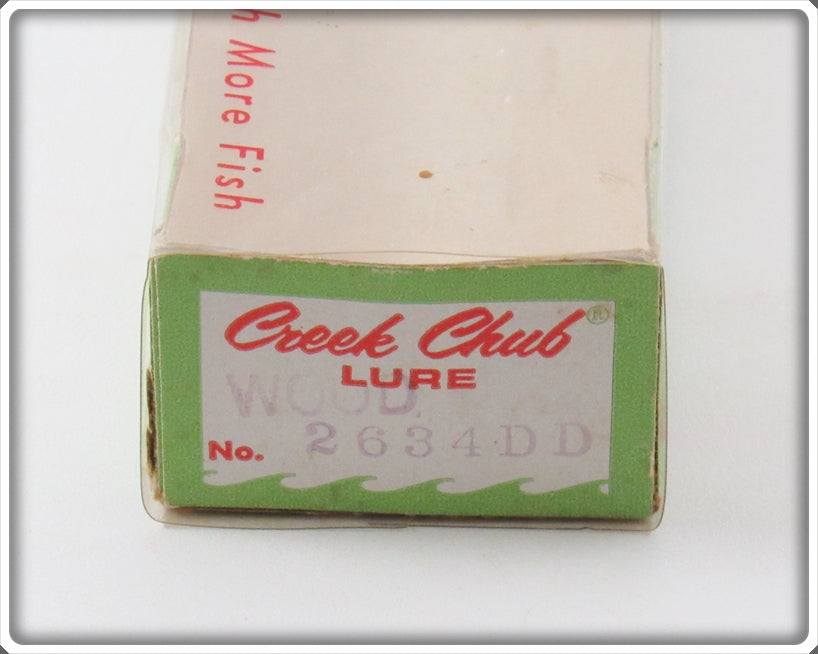 h More Fish
Creek Chub ®
LURE
WOOD
No. 2634DD